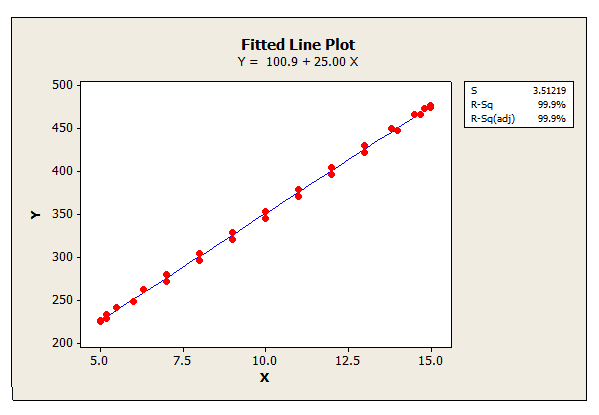 Fitted Line Plot
Y = 100.9 + 25.00 X
S 3.51219
R-Sq 99.9%
R-Sq(adj) 99.9%
500
450
400
350
300
250
200
Y
5.0 7.5 10.0 12.5 15.0
X